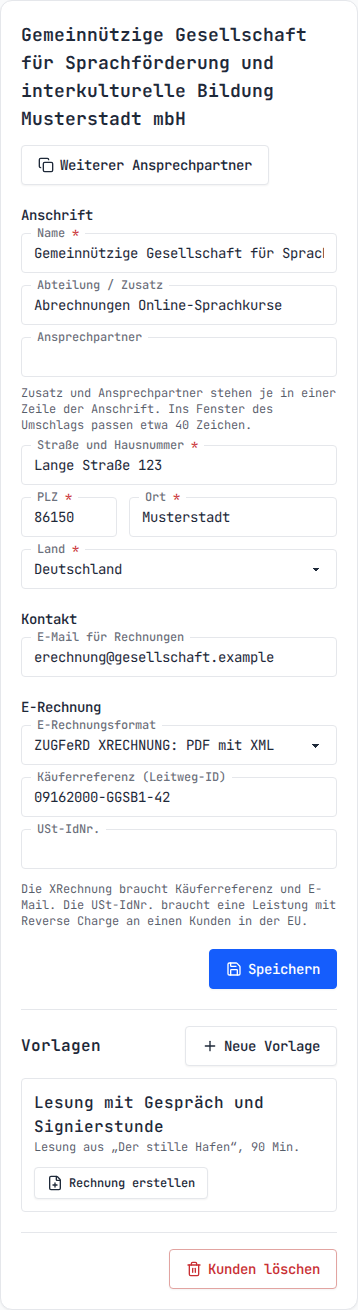 Gemeinnützige Gesellschaft
für Sprachförderung und
interkulturelle Bildung
Musterstadt mbH
Weiterer Ansprechpartner
Anschrift
Name *
Gemeinnützige Gesellschaft für Sprac
Abteilung / Zusatz
Abrechnungen Online-Sprachkurse
Ansprechpartner
Zusatz und Ansprechpartner stehen je in einer
Zeile der Anschrift. Ins Fenster des
Umschlags passen etwa 40 Zeichen.
Straße und Hausnummer *
Lange Straße 123
PLZ * Ort *
86150 Musterstadt
Land *
Deutschland
Kontakt
E-Mail für Rechnungen
erechnung@gesellschaft.example
E-Rechnung
E-Rechnungsformat
ZUGFeRD XRECHNUNG: PDF mit XML
Käuferreferenz (Leitweg-ID)
09162000-GGSB1-42
USt-IdNr.
Die XRechnung braucht Käuferreferenz und E-
Mail. Die USt-IdNr. braucht eine Leistung mit
Reverse Charge an einen Kunden in der EU.
Speichern
Vorlagen
Neue Vorlage
Lesung mit Gespräch und
Signierstunde
Lesung aus „Der stille Hafen“, 90 Min.
Rechnung erstellen
Kunden löschen